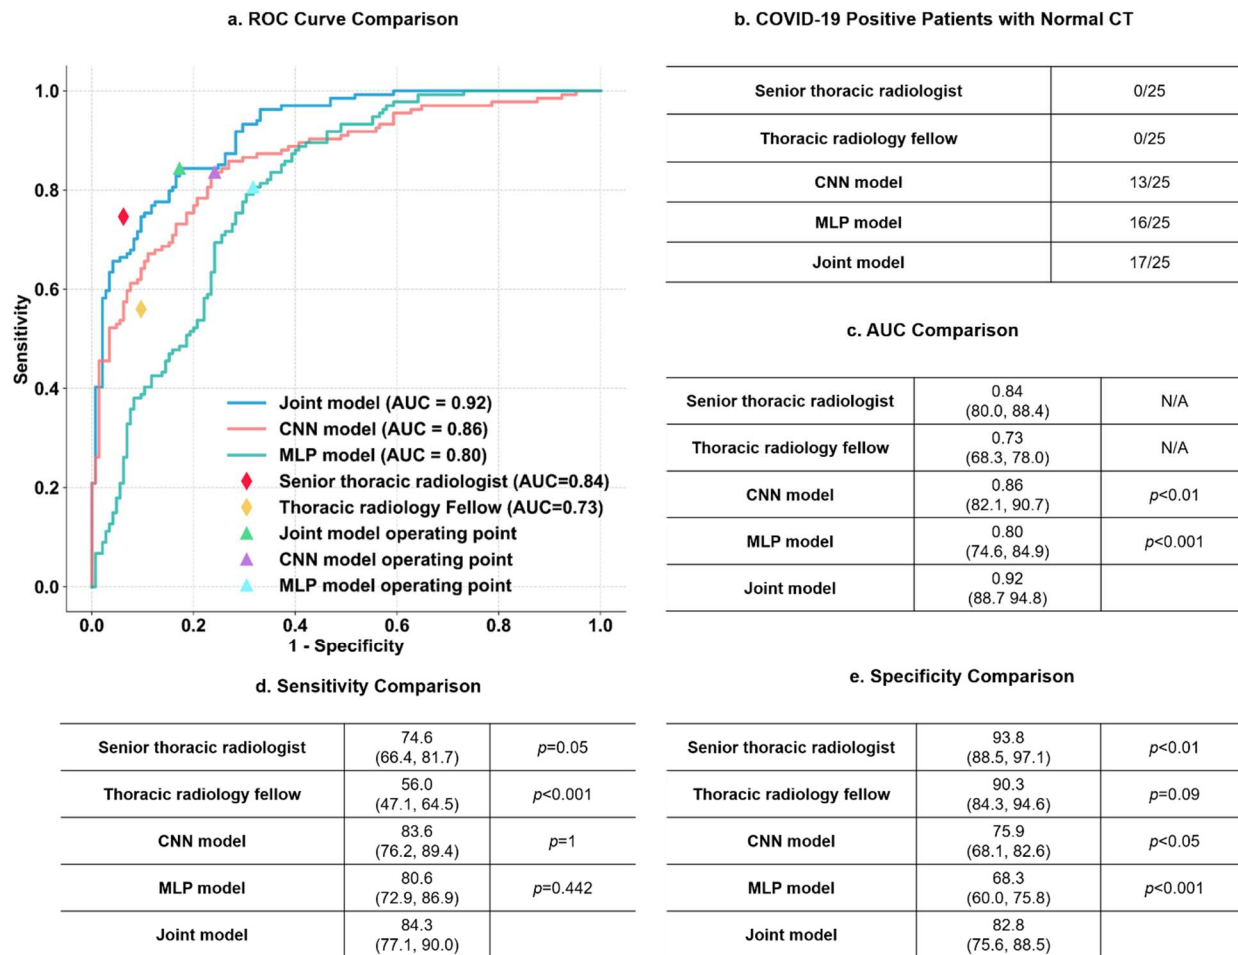 a. ROC Curve Comparison
1.0
0.8
0.6
0.4
0.2
0.0
Sensitivity
Joint model (AUC = 0.92)
CNN model (AUC = 0.86)
MLP model (AUC = 0.80)
Senior thoracic radiologist (AUC=0.84)
Thoracic radiology Fellow (AUC=0.73)
Joint model operating point
CNN model operating point
MLP model operating point
0.0 0.2 0.4 0.6 0.8 1.0
1 - Specificity
b. COVID-19 Positive Patients with Normal CT
Senior thoracic radiologist 0/25
Thoracic radiology fellow 0/25
CNN model 13/25
MLP model 16/25
Joint model 17/25
c. AUC Comparison
Senior thoracic radiologist 0.84 N/A
(80.0, 88.4)
Thoracic radiology fellow 0.73 N/A
(68.3, 78.0)
CNN model 0.86 p<0.01
(82.1, 90.7)
MLP model 0.80 p<0.001
(74.6, 84.9)
Joint model 0.92
(88.7 94.8)
d. Sensitivity Comparison
Senior thoracic radiologist 74.6 p=0.05
(66.4, 81.7)
Thoracic radiology fellow 56.0 p<0.001
(47.1, 64.5)
CNN model 83.6 p=1
(76.2, 89.4)
MLP model 80.6 p=0.442
(72.9, 86.9)
Joint model 84.3
(77.1, 90.0)
e. Specificity Comparison
Senior thoracic radiologist 93.8 p<0.01
(88.5, 97.1)
Thoracic radiology fellow 90.3 p=0.09
(84.3, 94.6)
CNN model 75.9 p<0.05
(68.1, 82.6)
MLP model 68.3 p<0.001
(60.0, 75.8)
Joint model 82.8
(75.6, 88.5)